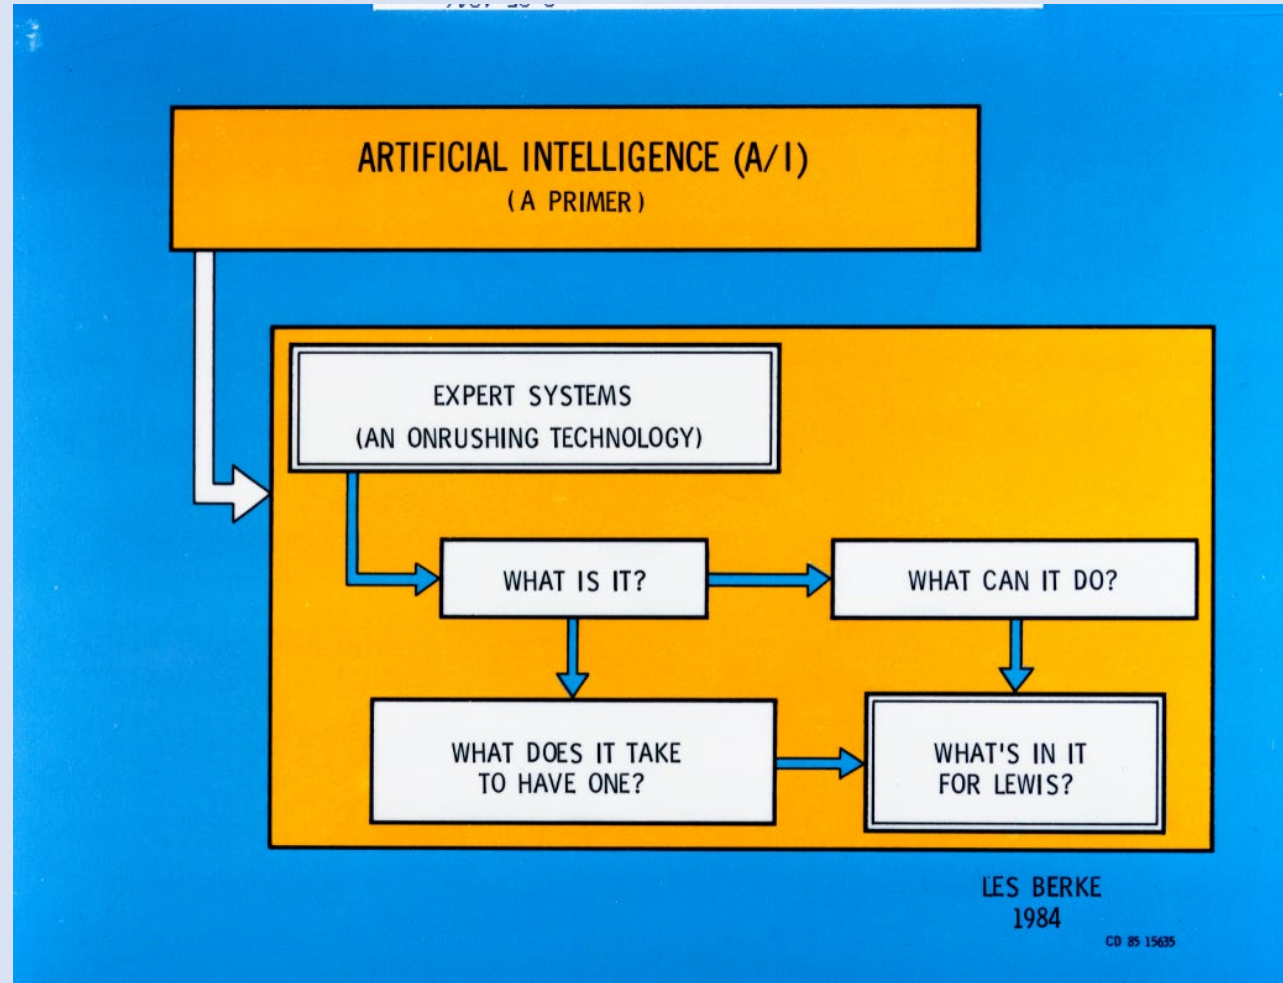 ARTIFICIAL INTELLIGENCE (A/I)
(A PRIMER)
EXPERT SYSTEMS
(AN ONRUSHING TECHNOLOGY)
WHAT IS IT?
WHAT CAN IT DO?
WHAT DOES IT TAKE
TO HAVE ONE?
WHAT'S IN IT
FOR LEWIS?
LES BERKE
1984
CD 85 15635